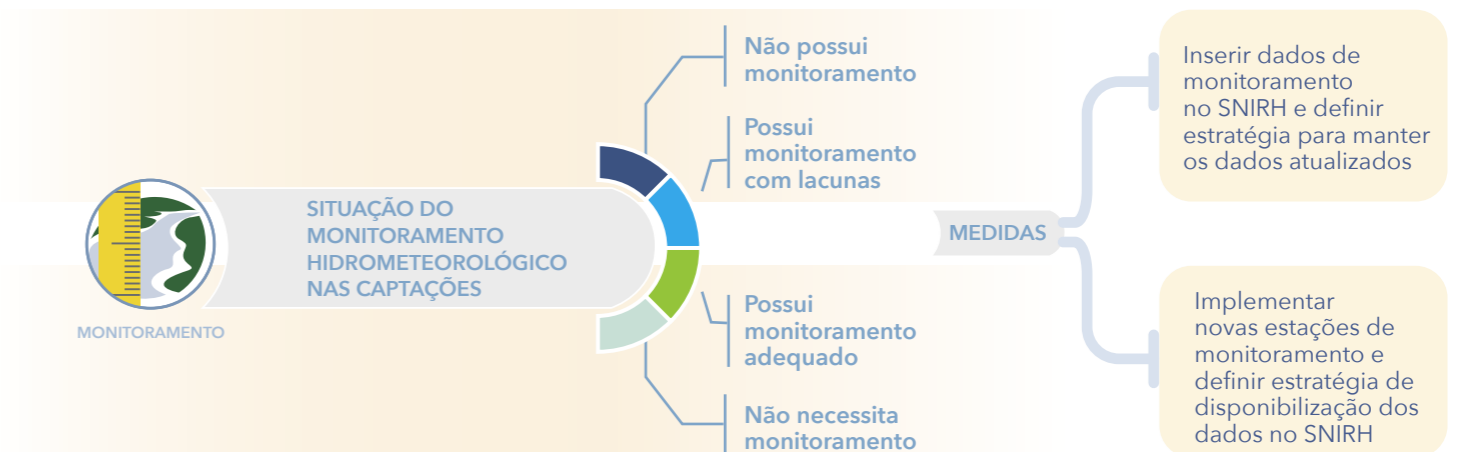 Não possui
monitoramento
Possui
monitoramento
com lacunas
SITUAÇÃO DO
MONITORAMENTO
HIDROMETEOROLÓGICO
NAS CAPTAÇÕES
MONITORAMENTO
Possui
monitoramento
adequado
Não necessita
monitoramento
MEDIDAS
Inserir dados de
monitoramento
no SNIRH e definir
estratégia para manter
os dados atualizados
Implementar
novas estações de
monitoramento e
definir estratégia de
disponibilização dos
dados no SNIRH